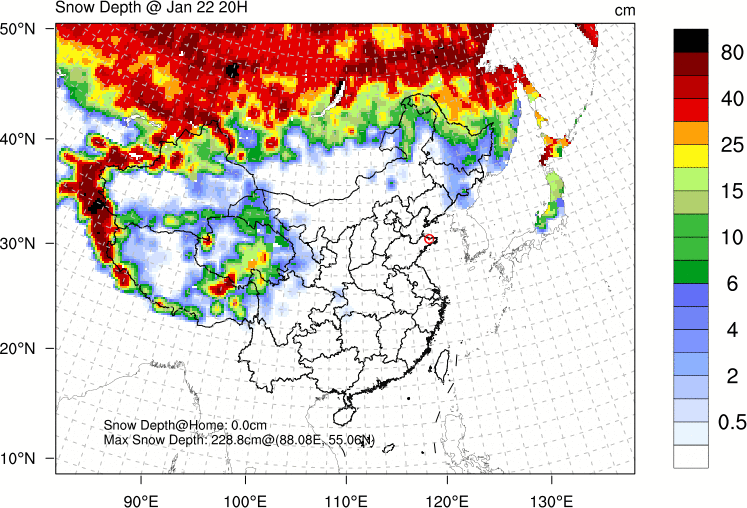 Snow Depth @ Jan 22 20H
cm
50°N
40°N
30°N
20°N
10°N
80
40
25
15
10
6
4
2
0.5
Snow Depth@Home: 0.0cm
Max Snow Depth: 228.8cm@(88.08E, 55.06N)
90°E
100°E
110°E
120°E
130°E